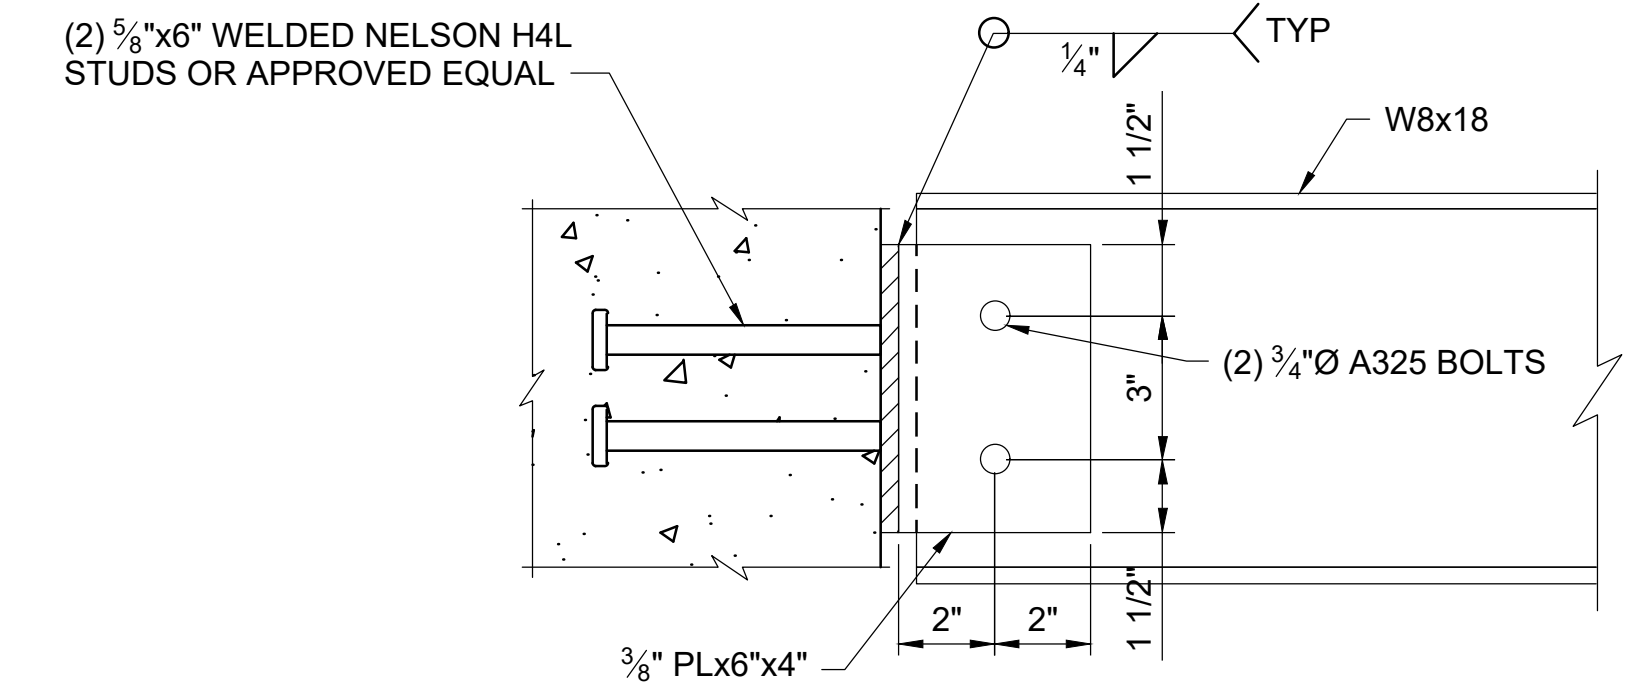 (2) ⅝"x6" WELDED NELSON H4L
STUDS OR APPROVED EQUAL
¼"
TYP
W8x18
1 1/2"
(2) ¾"Ø A325 BOLTS
3"
1 1/2"
2"
2"
⅜" PLx6"x4"